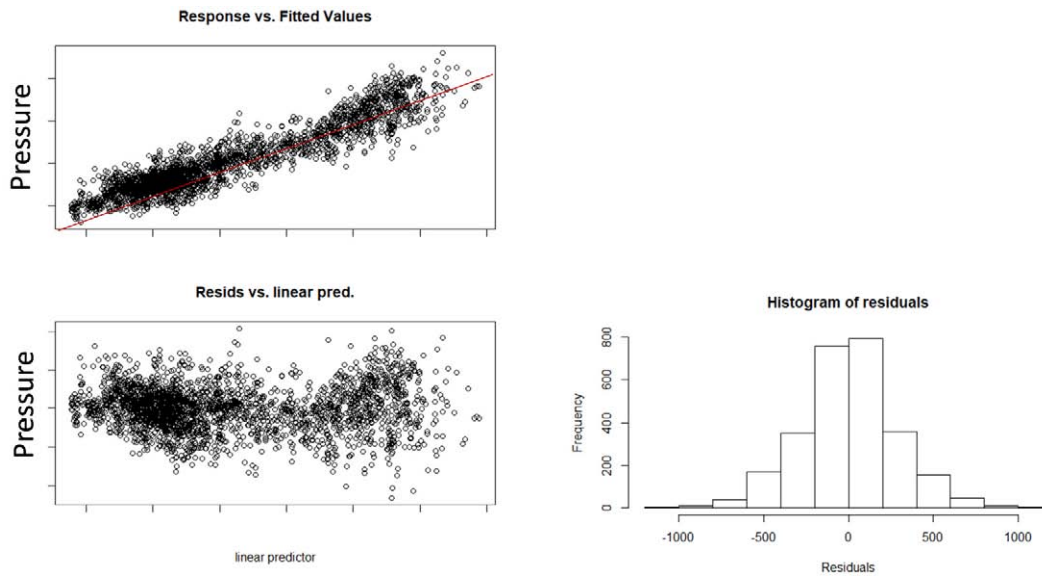 Response vs. Fitted Values
Pressure
Resids vs. linear pred.
Pressure
linear predictor
Histogram of residuals
Frequency
800
600
400
200
0
-1000 -500 0 500 1000
Residuals